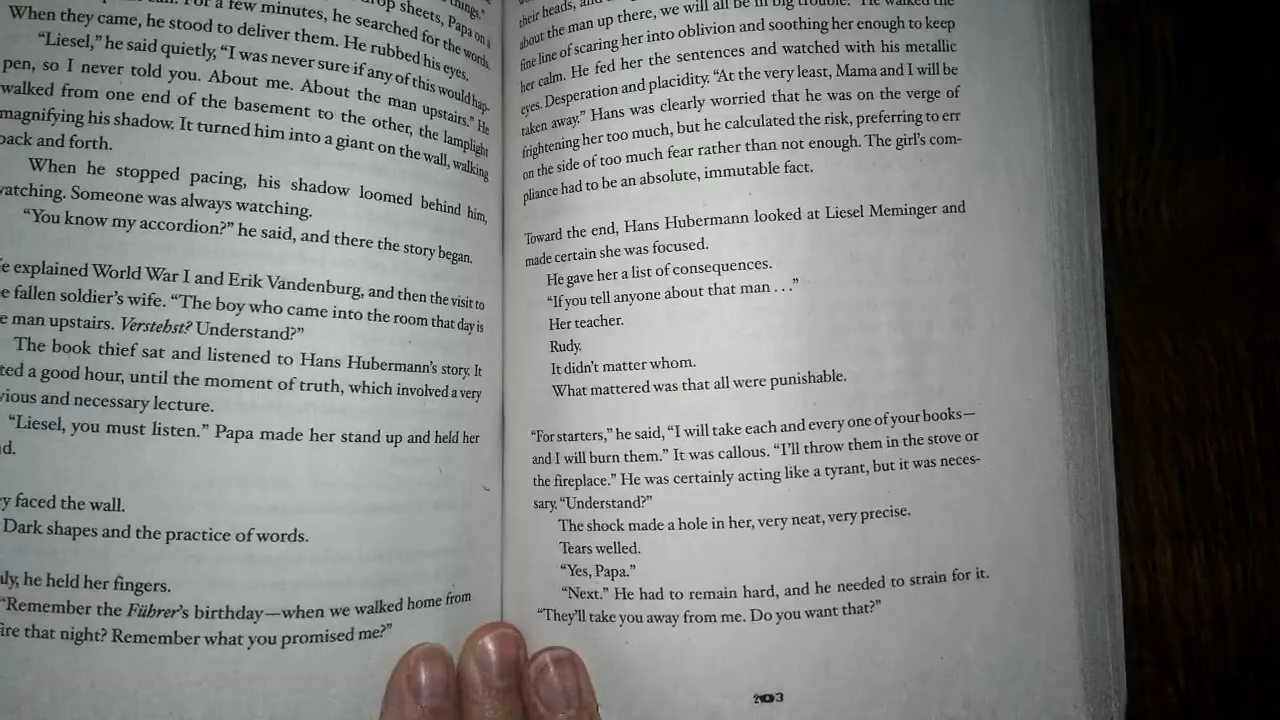 a few minutes, he searched for the words.
When they came, he stood to deliver them. He rubbed his eyes.
“Liesel,” he said quietly, “I was never sure if any of this would hap-
pen, so I never told you. About me. About the man upstairs.” He
walked from one end of the basement to the other, the lamplight
magnifying his shadow. It turned him into a giant on the wall, walking
back and forth.
When he stopped pacing, his shadow loomed behind him,
watching. Someone was always watching.
“You know my accordion?” he said, and there the story began.
e explained World War I and Erik Vandenburg, and then the visit to
e fallen soldier’s wife. “The boy who came into the room that day is
e man upstairs. Verstehst? Understand?”
The book thief sat and listened to Hans Hubermann’s story. It
ted a good hour, until the moment of truth, which involved a very
vious and necessary lecture.
“Liesel, you must listen.” Papa made her stand up and held her
d.
y faced the wall.
Dark shapes and the practice of words.
ly, he held her fingers.
“Remember the Führer’s birthday—when we walked home from
ire that night? Remember what you promised me?”
their heads, and
about the man up there, we will all be in big trouble.” He walked the
fine line of scaring her into oblivion and soothing her enough to keep
her calm. He fed her the sentences and watched with his metallic
eyes. Desperation and placidity. “At the very least, Mama and I will be
taken away.” Hans was clearly worried that he was on the verge of
frightening her too much, but he calculated the risk, preferring to err
on the side of too much fear rather than not enough. The girl’s com-
pliance had to be an absolute, immutable fact.
Toward the end, Hans Hubermann looked at Liesel Meminger and
made certain she was focused.
He gave her a list of consequences.
“If you tell anyone about that man . . .”
Her teacher.
Rudy.
It didn’t matter whom.
What mattered was that all were punishable.
“For starters,” he said, “I will take each and every one of your books—
and I will burn them.” It was callous. “I’ll throw them in the stove or
the fireplace.” He was certainly acting like a tyrant, but it was neces-
sary. “Understand?”
The shock made a hole in her, very neat, very precise.
Tears welled.
“Yes, Papa.”
“Next.” He had to remain hard, and he needed to strain for it.
“They’ll take you away from me. Do you want that?”
203